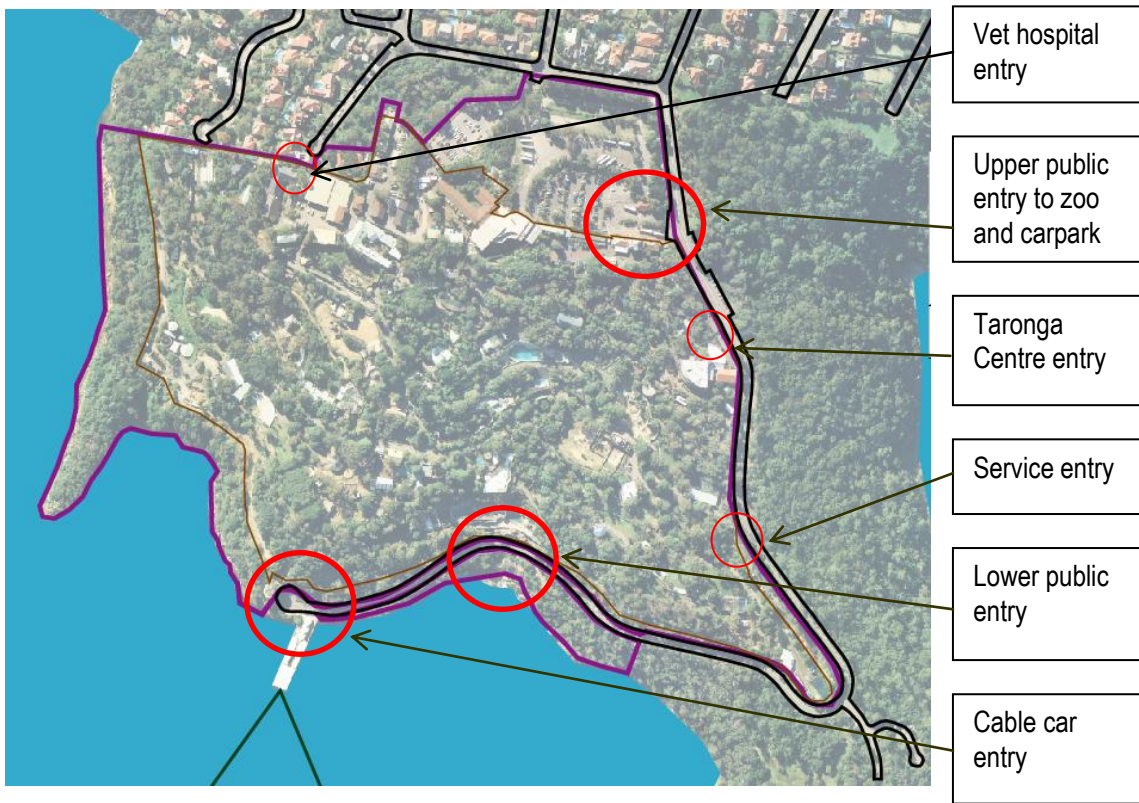 Vet hospital
entry
Upper public
entry to zoo
and carpark
Taronga
Centre entry
Service entry
Lower public
entry
Cable car
entry